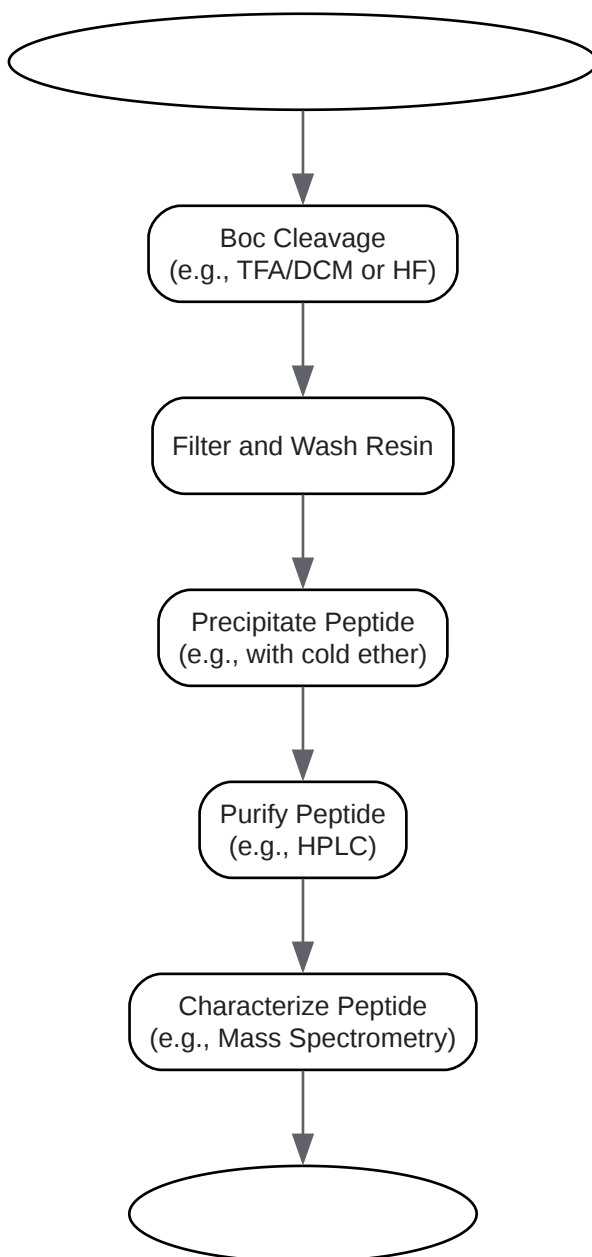 Boc Cleavage
(e.g., TFA/DCM or HF)
Filter and Wash Resin
Precipitate Peptide
(e.g., with cold ether)
Purify Peptide
(e.g., HPLC)
Characterize Peptide
(e.g., Mass Spectrometry)